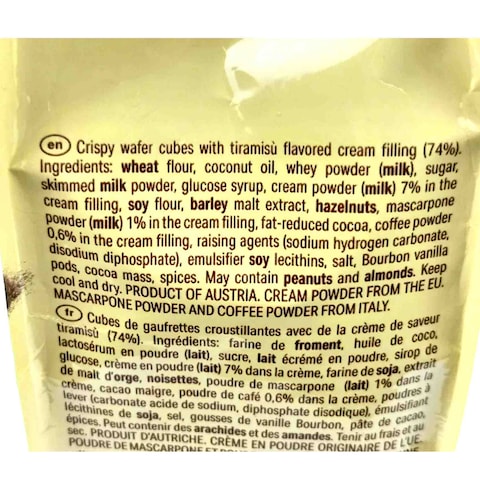 en Crispy wafer cubes with tiramisù flavored cream filling (74%).
Ingredients: wheat flour, coconut oil, whey powder (milk), sugar,
skimmed milk powder, glucose syrup, cream powder (milk) 7% in the
cream filling, soy flour, barley malt extract, hazelnuts, mascarpone
powder (milk) 1% in the cream filling, fat-reduced cocoa, coffee powder
0,6% in the cream filling, raising agents (sodium hydrogen carbonate,
disodium diphosphate), emulsifier soy lecithins, salt, Bourbon vanilla
pods, cocoa mass, spices. May contain peanuts and almonds. Keep
cool and dry. PRODUCT OF AUSTRIA. CREAM POWDER FROM THE EU.
MASCARPONE POWDER AND COFFEE POWDER FROM ITALY.
fr Cubes de gaufrettes croustillantes avec de la crème de saveur
tiramisù (74%). Ingrédients: farine de froment, huile de coco,
lactosérum en poudre (lait), sucre, lait écrémé en poudre, sirop de
glucose, crème en poudre (lait) 7% dans la crème, farine de soja, extrait
de malt d'orge, noisettes, poudre de mascarpone (lait) 1% dans la
crème, cacao maigre, poudre de café 0,6% dans la crème, poudres à
lever (carbonate acide de sodium, diphosphate disodique), émulsifiant
lécithines de soja, sel, gousses de vanille Bourbon, pâte de cacao,
épices. Peut contenir des arachides et des amandes. Tenir au frais et au
sec. PRODUIT D'AUTRICHE. CRÈME EN POUDRE ORIGINAIRE DE L'UE.
POUDRE DE MASCARPONE ET